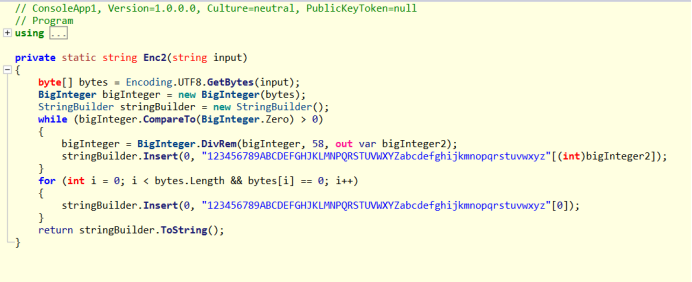 // ConsoleApp1, Version=1.0.0.0, Culture=neutral, PublicKeyToken=null
// Program
using ...
private static string Enc2(string input)
{
byte[] bytes = Encoding.UTF8.GetBytes(input);
BigInteger bigInteger = new BigInteger(bytes);
StringBuilder stringBuilder = new StringBuilder();
while (bigInteger.CompareTo(BigInteger.Zero) > 0)
{
bigInteger = BigInteger.DivRem(bigInteger, 58, out var bigInteger2);
stringBuilder.Insert(0, "123456789ABCDEFGHJKLMNPQRSTUVWXYZabcdefghijkmnopqrstuvwxyz"[(int)bigInteger2]);
}
for (int i = 0; i < bytes.Length && bytes[i] == 0; i++)
{
stringBuilder.Insert(0, "123456789ABCDEFGHJKLMNPQRSTUVWXYZabcdefghijkmnopqrstuvwxyz"[0]);
}
return stringBuilder.ToString();
}